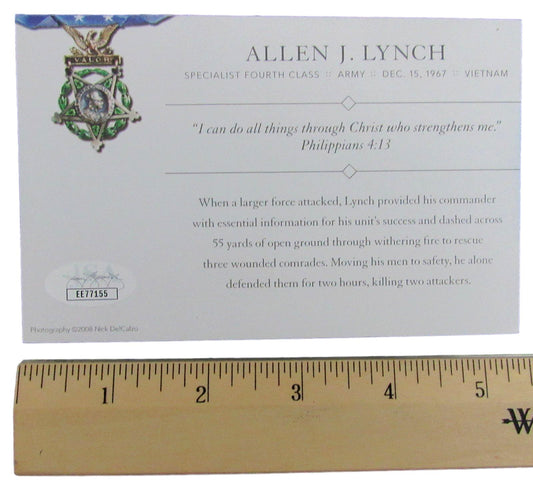 VALOR
ALLEN J. LYNCH
SPECIALIST FOURTH CLASS :: ARMY :: DEC. 15, 1967 :: VIETNAM
"I can do all things through Christ who strengthens me."
Philippians 4:13
When a larger force attacked, Lynch provided his commander
with essential information for his unit's success and dashed across
55 yards of open ground through withering fire to rescue
three wounded comrades. Moving his men to safety, he alone
defended them for two hours, killing two attackers.
EE77155
Photography ©2008 Nick DelCalzo
1 2 3 4 5
W